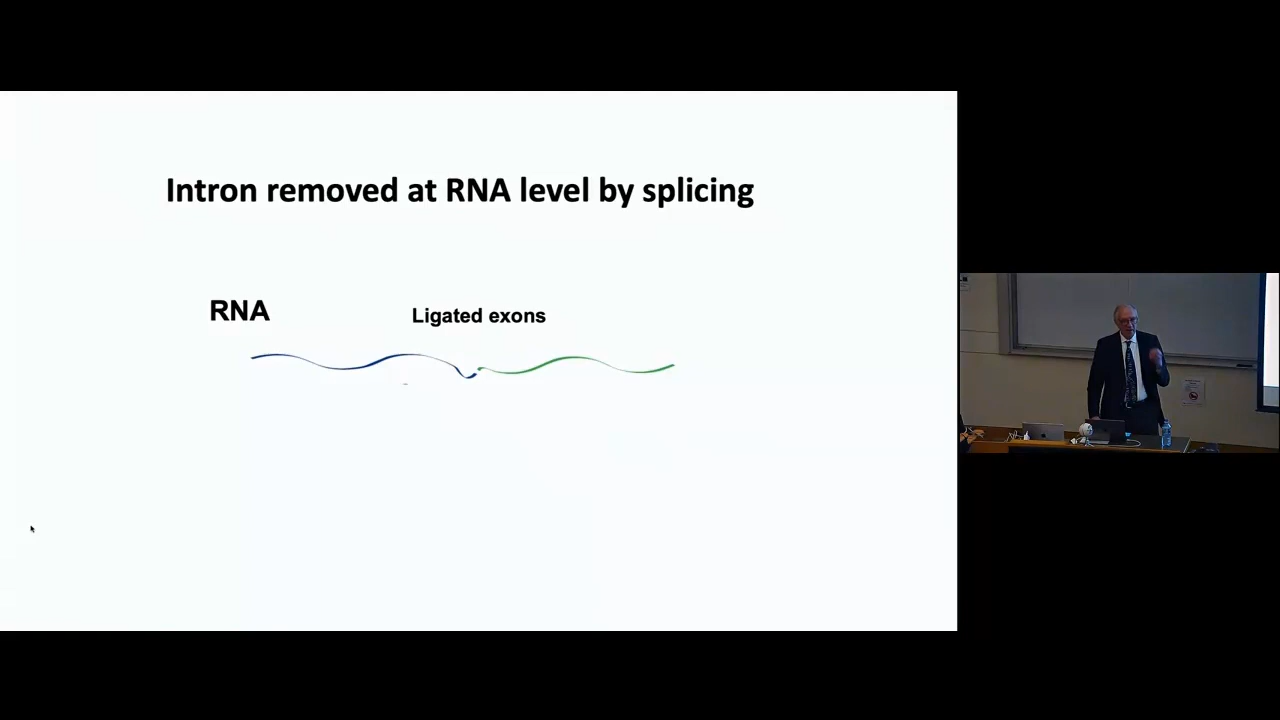 Intron removed at RNA level by splicing
RNA
Ligated exons